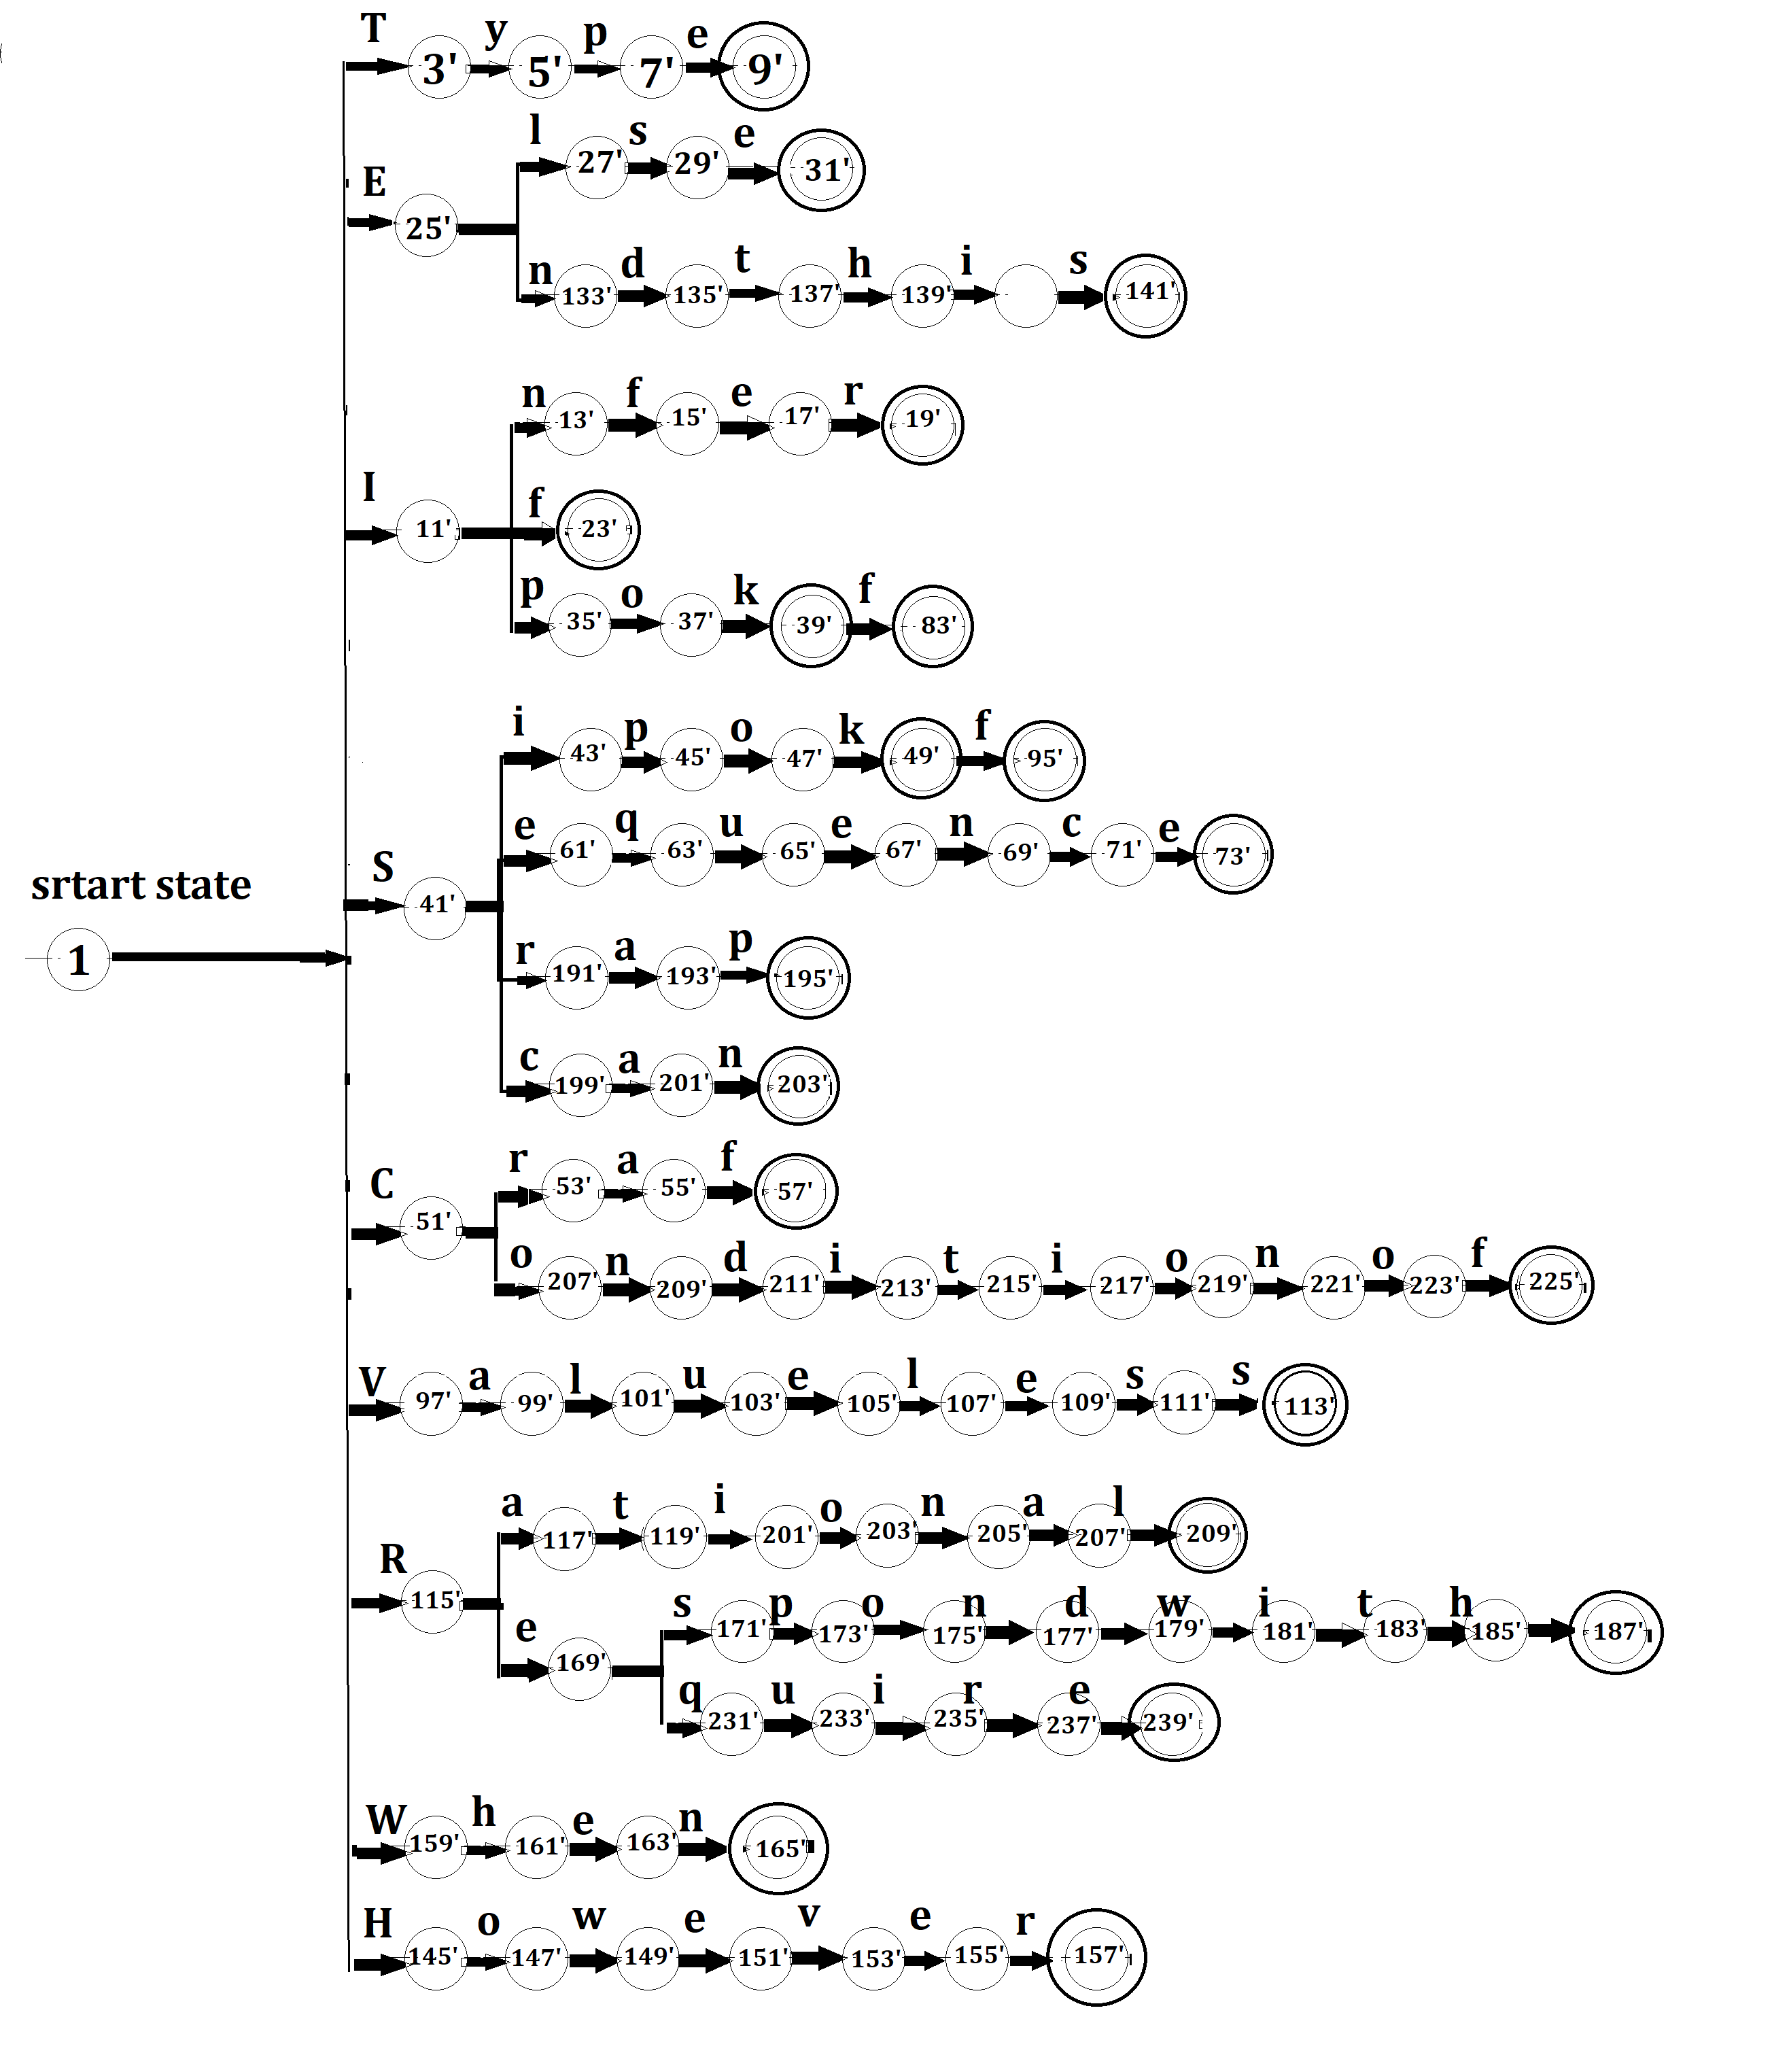 T y p e
3' 5' 7' 9'
l s e
27' 29' 31'
E
25'
n d t h i s
133' 135' 137' 139' 141'
n f e r
13' 15' 17' 19'
I
11'
f
23'
p o k f
35' 37' 39' 83'
i p o k f
43' 45' 47' 49' 95'
e q u e n c e
61' 63' 65' 67' 69' 71' 73'
S
41'
srtart state
1
r a p
191' 193' 195'
c a n
199' 201' 203'
r a f
53' 55' 57'
C
51'
o n d i t i o n o f
207' 209' 211' 213' 215' 217' 219' 221' 223' 225'
V a l u e l e s s
97' 99' 101' 103' 105' 107' 109' 111' 113'
a t i o n a l
117' 119' 201' 203' 205' 207' 209'
R
115'
s p o n d w i t h
171' 173' 175' 177' 179' 181' 183' 185' 187'
e
169'
q u i r e
231' 233' 235' 237' 239'
W h e n
159' 161' 163' 165'
H o w e v e r
145' 147' 149' 151' 153' 155' 157'